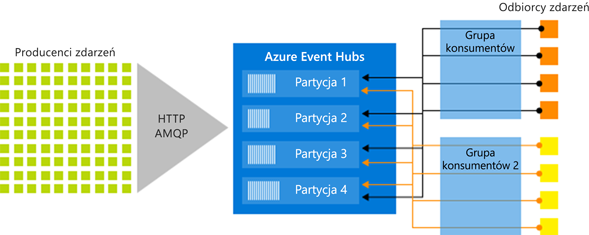 Odbiorcy zdarzeń
Producenci zdarzeń
HTTP
AMQP
Azure Event Hubs
Partycja 1
Partycja 2
Partycja 3
Partycja 4
Grupa
konsumentów
Grupa
konsumentów 2